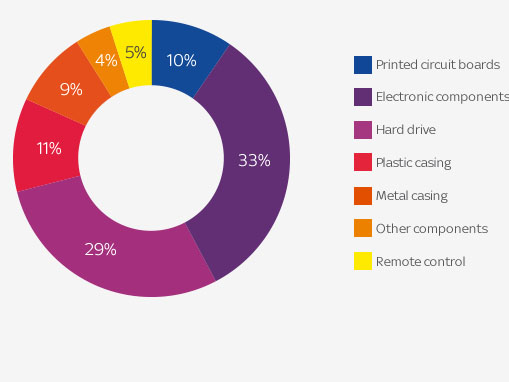 5%
10%
4%
9%
11%
33%
29%
Printed circuit boards
Electronic components
Hard drive
Plastic casing
Metal casing
Other components
Remote control